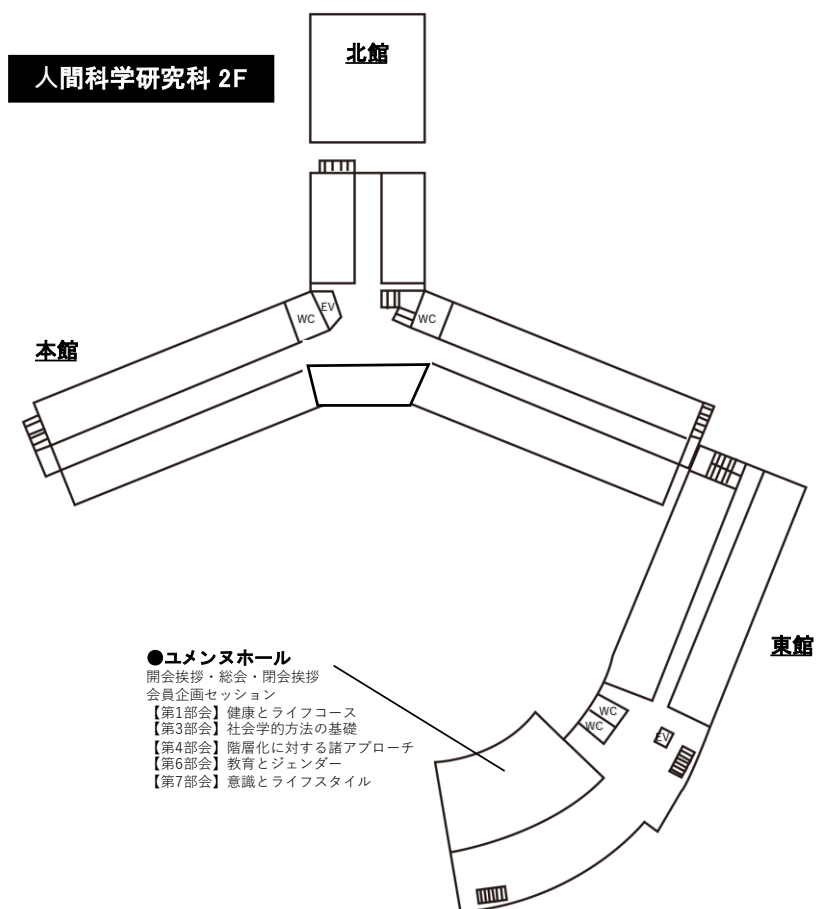 北館
人間科学研究科 2F
EV
WC
WC
本館
●ユメンヌホール
開会挨拶・総会・閉会挨拶
会員企画セッション
【第1部会】健康とライフコース
【第3部会】社会学的方法の基礎
【第4部会】階層化に対する諸アプローチ
【第6部会】教育とジェンダー
【第7部会】意識とライフスタイル
東館
WC
WC
EV